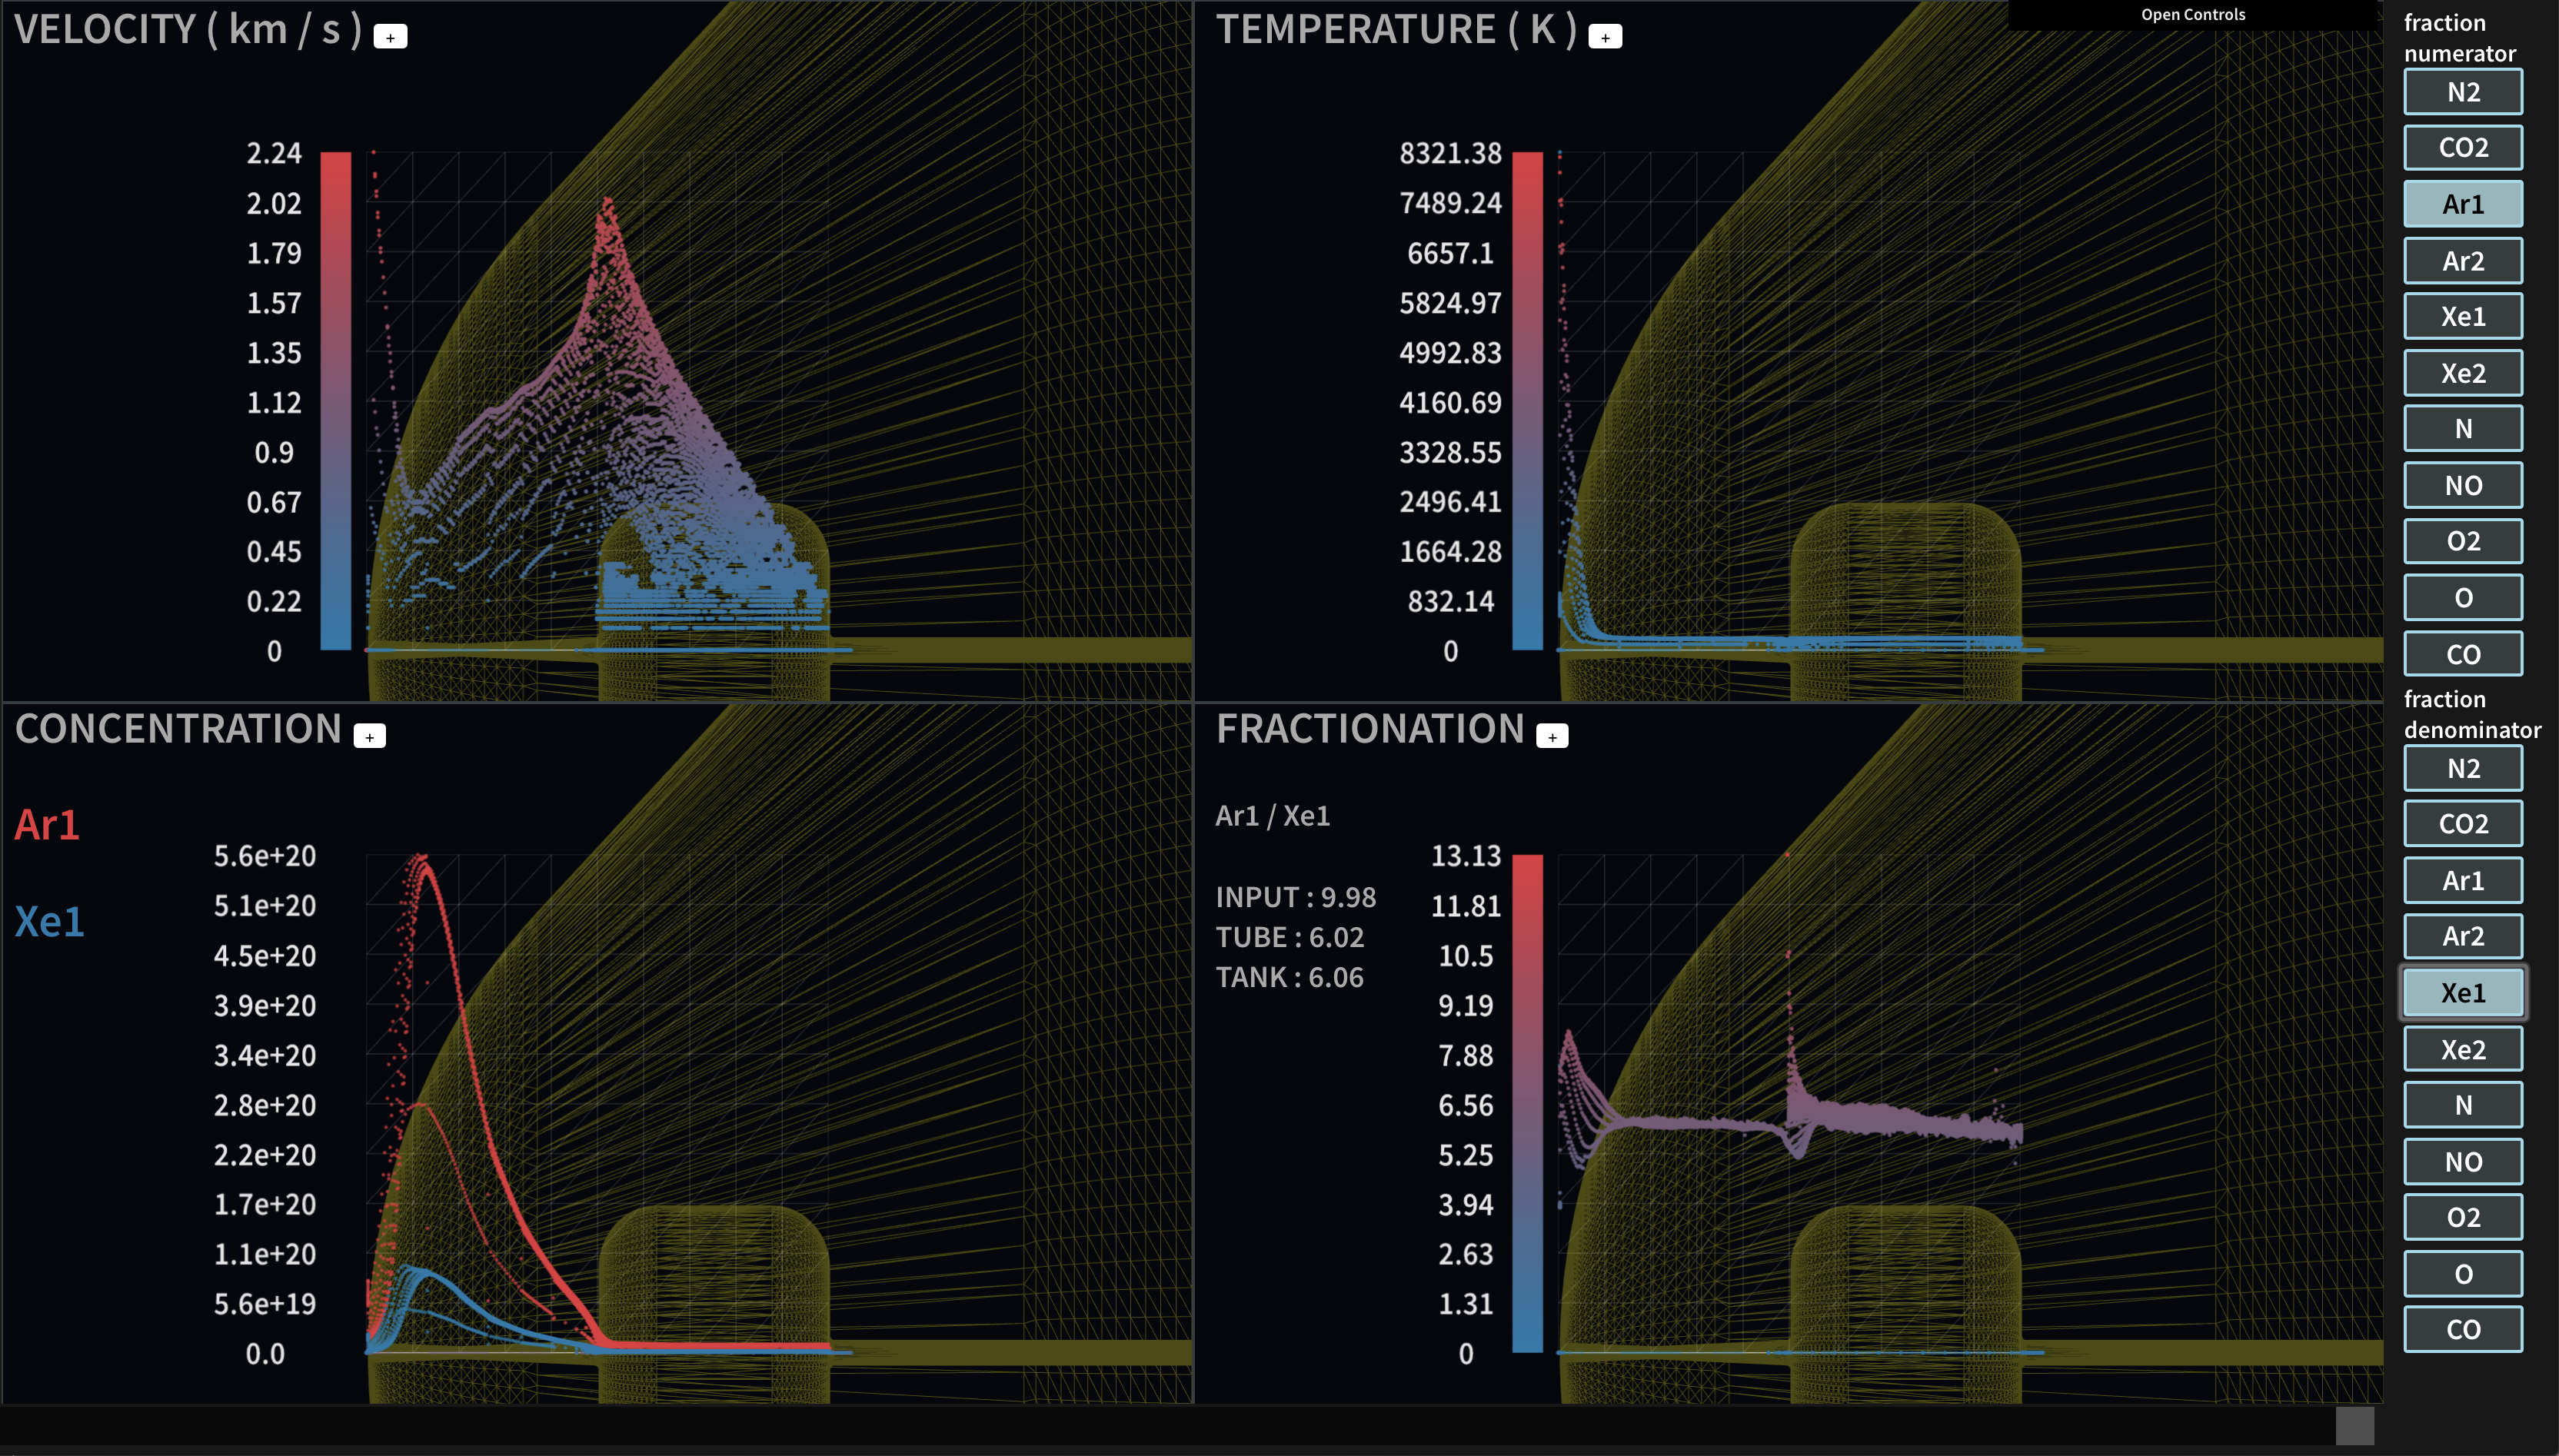 VELOCITY ( km / s ) +
2.24
2.02
1.79
1.57
1.35
1.12
0.9
0.67
0.45
0.22
0
TEMPERATURE ( K ) +
Open Controls
8321.38
7489.24
6657.1
5824.97
4992.83
4160.69
3328.55
2496.41
1664.28
832.14
0
CONCENTRATION +
Ar1
Xe1
5.6e+20
5.1e+20
4.5e+20
3.9e+20
3.4e+20
2.8e+20
2.2e+20
1.7e+20
1.1e+20
5.6e+19
0.0
FRACTIONATION +
Ar1 / Xe1
INPUT : 9.98
TUBE : 6.02
TANK : 6.06
13.13
11.81
10.5
9.19
7.88
6.56
5.25
3.94
2.63
1.31
0
fraction
numerator
N2
CO2
Ar1
Ar2
Xe1
Xe2
N
NO
O2
O
CO
fraction
denominator
N2
CO2
Ar1
Ar2
Xe1
Xe2
N
NO
O2
O
CO